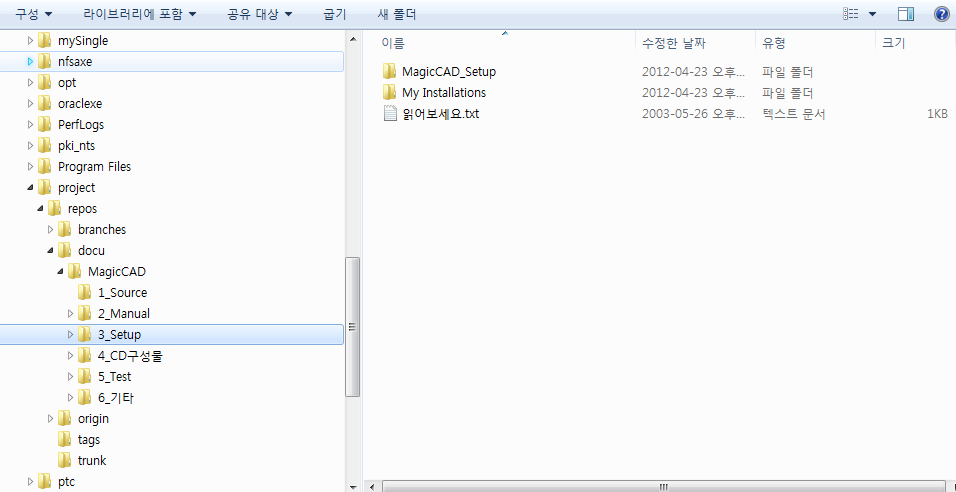 구성 라이브러리에 포함 공유 대상 굽기 새 폴더
mySingle
nfsaxe
opt
oraclexe
PerfLogs
pki_nts
Program Files
project
repos
branches
docu
MagicCAD
1_Source
2_Manual
3_Setup
4_CD구성물
5_Test
6_기타
origin
tags
trunk
ptc
이름 수정한 날짜 유형 크기
MagicCAD_Setup 2012-04-23 오후... 파일 폴더
My Installations 2012-04-23 오후... 파일 폴더
읽어보세요.txt 2003-05-26 오후... 텍스트 문서 1KB